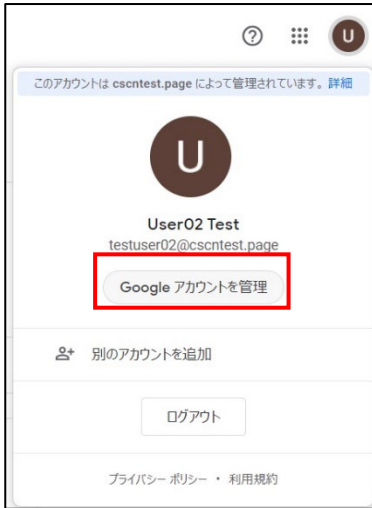 U
このアカウントは cscntest.page によって管理されています。詳細
U
User02 Test
testuser02@cscntest.page
Google アカウントを管理
別のアカウントを追加
ログアウト
プライバシー ポリシー ・ 利用規約